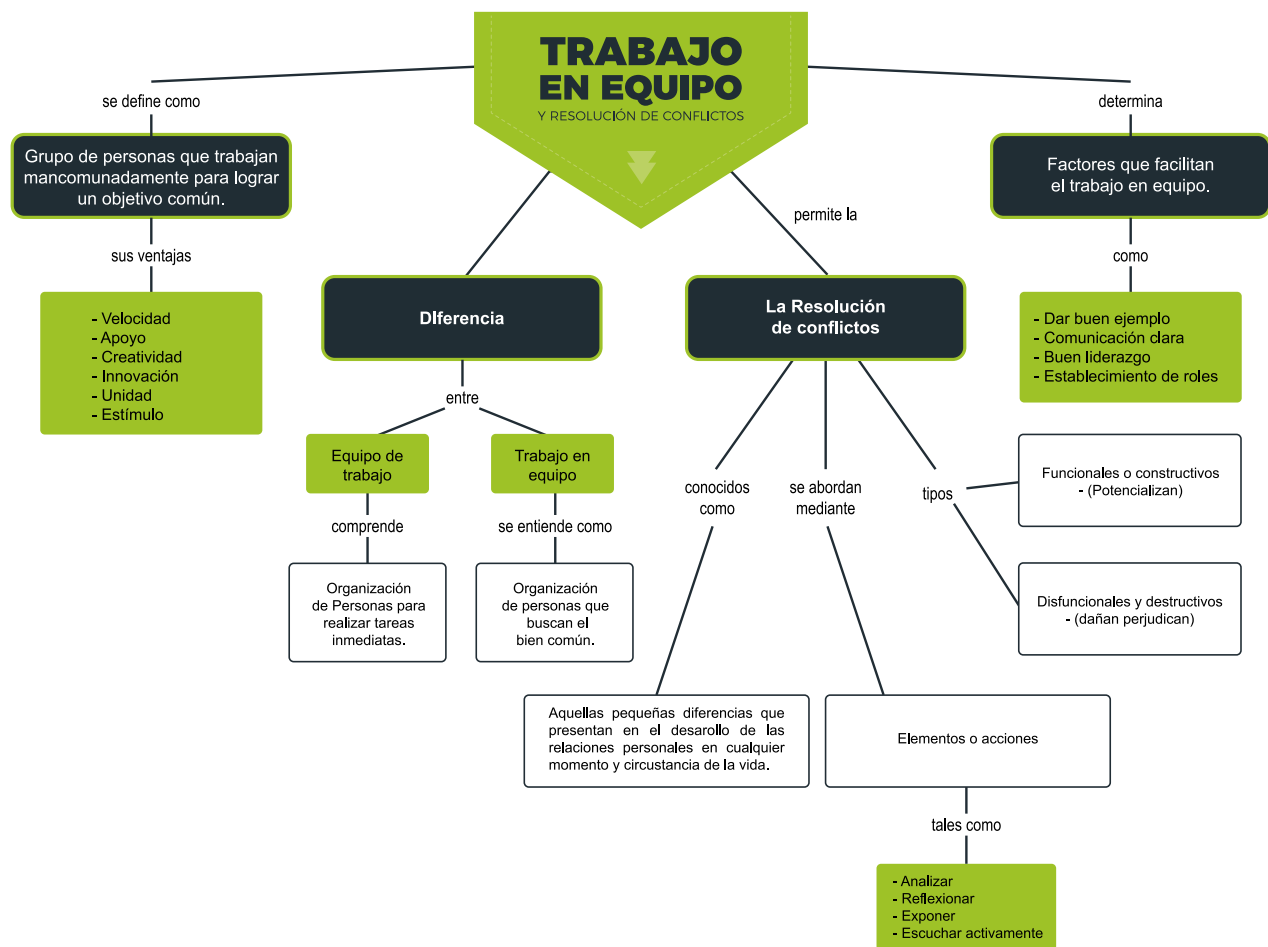 TRABAJO
EN EQUIPO
Y RESOLUCIÓN DE CONFLICTOS
se define como
Grupo de personas que trabajan
mancomunadamente para lograr
un objetivo común.
sus ventajas
- Velocidad
- Apoyo
- Creatividad
- Innovación
- Unidad
- Estímulo
DIferencia
entre
Equipo de
trabajo
comprende
Organización
de Personas para
realizar tareas
inmediatas.
Trabajo en
equipo
se entiende como
Organización
de personas que
buscan el
bien común.
permite la
La Resolución
de conflictos
conocidos
como
Aquellas pequeñas diferencias que
presentan en el desarollo de las
relaciones personales en cualquier
momento y circustancia de la vida.
se abordan
mediante
Elementos o acciones
tales como
- Analizar
- Reflexionar
- Exponer
- Escuchar activamente
tipos
Funcionales o constructivos
- (Potencializan)
Disfuncionales y destructivos
- (dañan perjudican)
determina
Factores que facilitan
el trabajo en equipo.
como
- Dar buen ejemplo
- Comunicación clara
- Buen liderazgo
- Establecimiento de roles